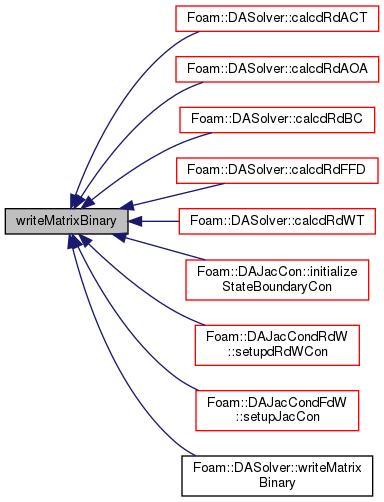 Foam::DASolver::calcdRdACT
Foam::DASolver::calcdRdAOA
Foam::DASolver::calcdRdBC
Foam::DASolver::calcdRdFFD
writeMatrixBinary
Foam::DASolver::calcdRdWT
Foam::DAJacCon::initialize
StateBoundaryCon
Foam::DAJacCondRdW
::setupdRdWCon
Foam::DAJacCondFdW
::setupJacCon
Foam::DASolver::writeMatrix
Binary